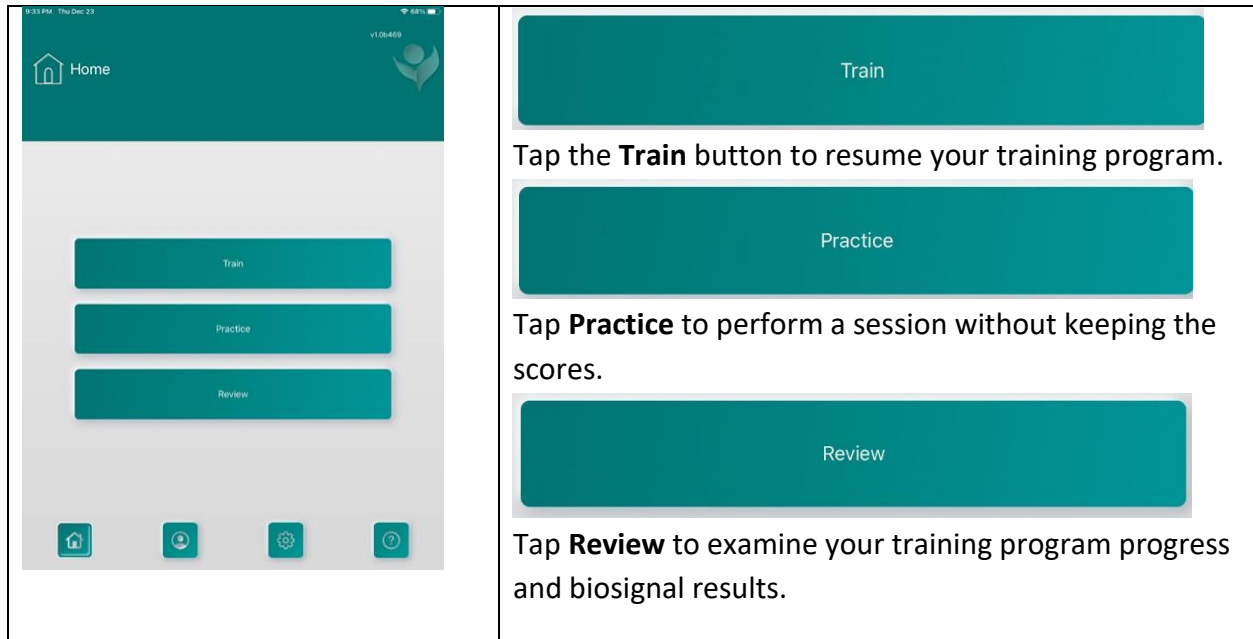 9:33 PM Thu Dec 23
68%
v1.0b469
Home
Train
Practice
Review
Train
Tap the Train button to resume your training program.
Practice
Tap Practice to perform a session without keeping the
scores.
Review
Tap Review to examine your training program progress
and biosignal results.